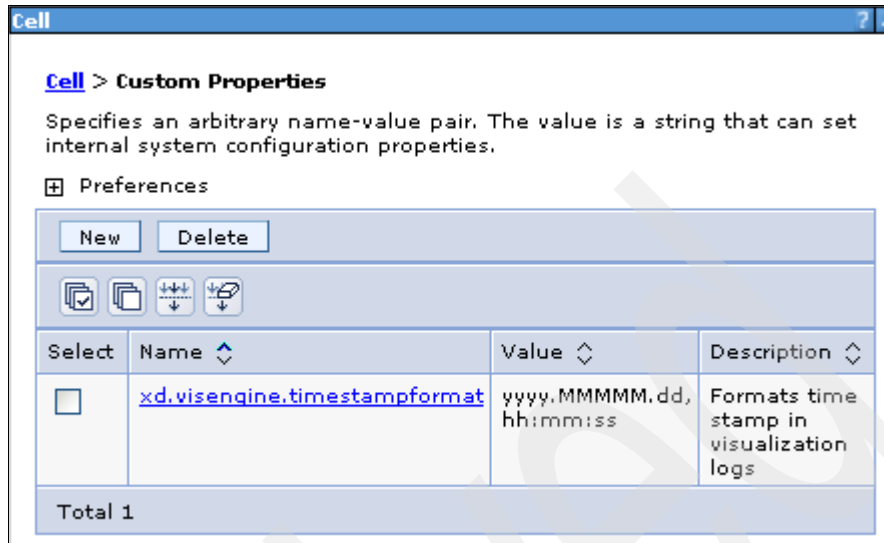 Cell ?
Cell > Custom Properties
Specifies an arbitrary name-value pair. The value is a string that can set
internal system configuration properties.
Preferences
New Delete
Select Name Value Description
xd.visengine.timestampformat yyyy.MMMMM.dd, Formats time
hh:mm:ss stamp in
visualization
logs
Total 1